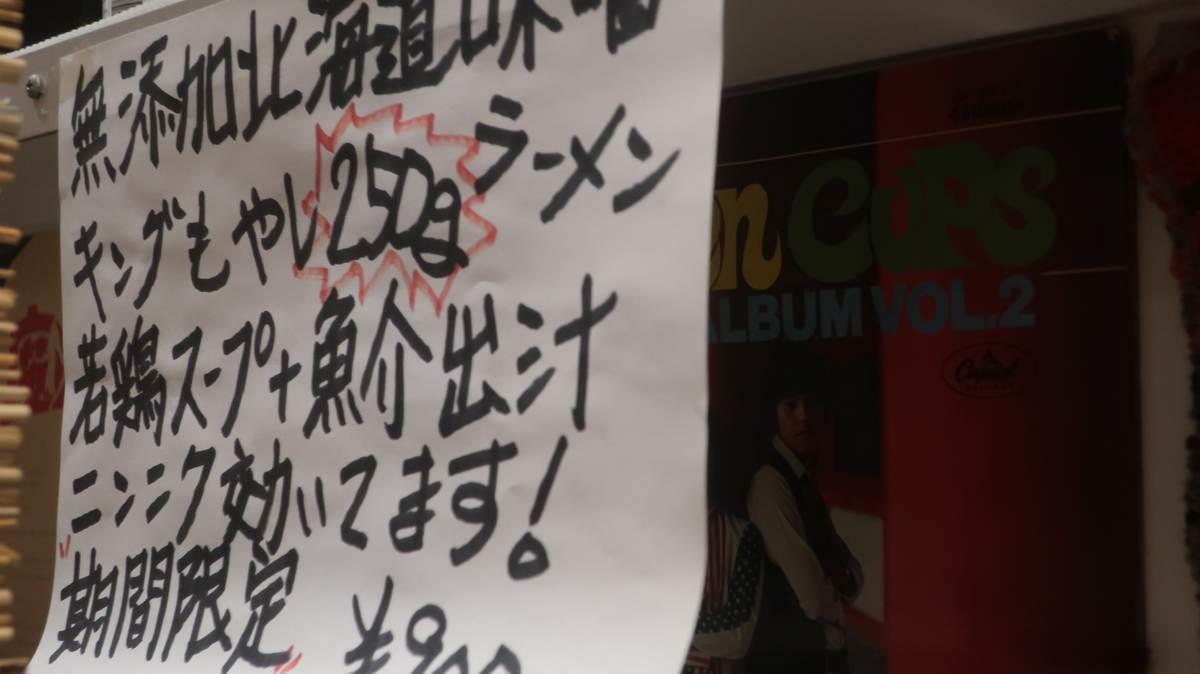 無添加北海道味噌
キングもやし250gラーメン
若鶏スープ+魚介出汁
ニンニク効いてます!
期間限定
¥900
n CUPS
ALBUM VOL.2
Capitol